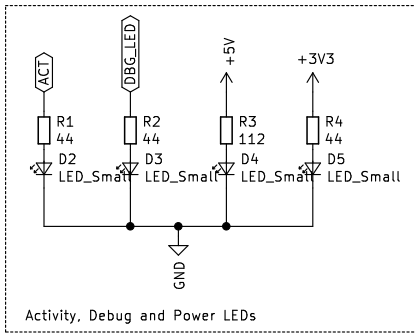 ACT
DBG_LED
+5V
+3V3
R1
44
R2
44
R3
112
R4
44
D2
LED_Small
D3
LED_Small
D4
LED_Small
D5
LED_Small
GND
Activity, Debug and Power LEDs